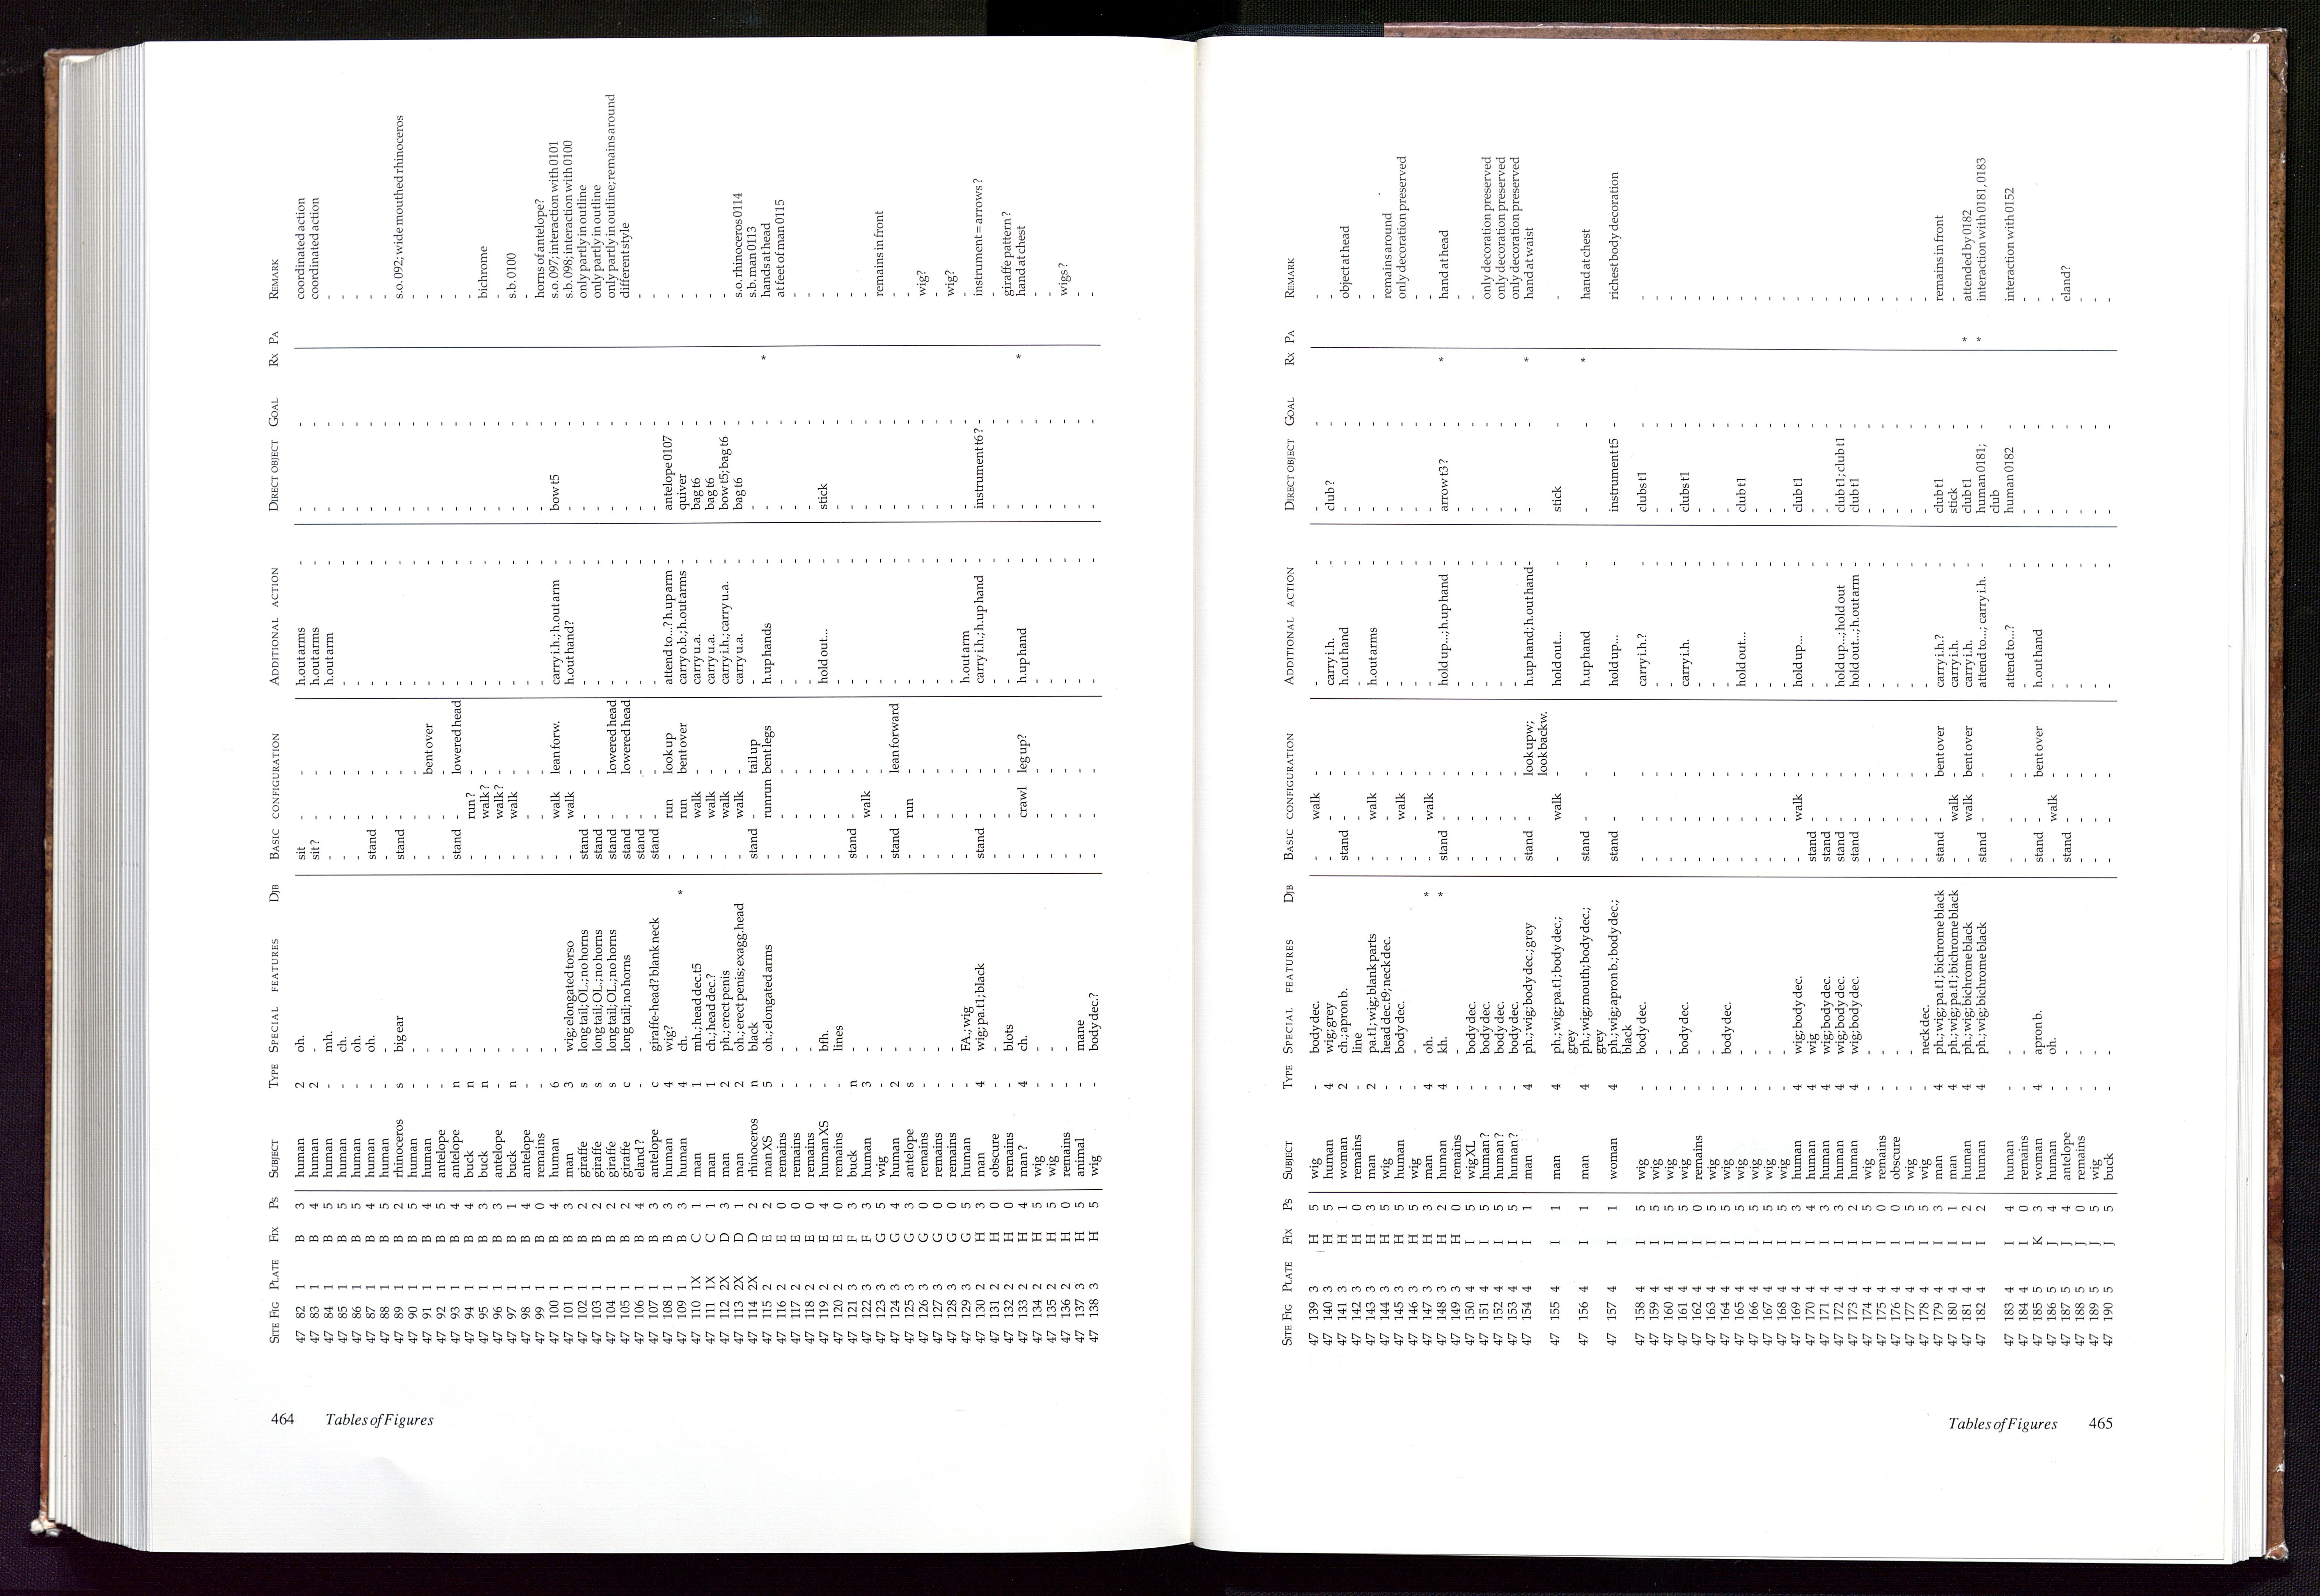 464 Tables of Figures
SITE FIG PLATE FIX PS SUBJECT TYPE SPECIAL FEATURES DJB BASIC CONFIGURATION ADDITIONAL ACTION DIRECT OBJECT GOAL RX PA REMARK
47 82 1 B 3 human 2 oh. sit - - h.out arms - - - coordinated action
47 83 1 B 4 human 2 - sit? - - h.out arms - - - coordinated action
47 84 1 B 5 human - mh. - - - h.out arm - - - -
47 85 1 B 5 human - ch. - - - - - - - -
47 86 1 B 5 human - oh. - - - - - - - -
47 87 1 B 4 human - oh. stand - - - - - - -
47 88 1 B 5 human - - - - - - - - - -
47 89 1 B 2 rhinoceros s big ear stand - - - - - - s.o. 092; wide mouthed rhinoceros
47 90 1 B 5 human - - - - - - - - - -
47 91 1 B 4 human - - - - bent over - - - - -
47 92 1 B 5 antelope - - - - - - - - - -
47 93 1 B 4 antelope n - stand - lowered head - - - - -
47 94 1 B 4 buck n - - run? - - - - - -
47 95 1 B 3 buck n - - walk? - - - - - bichrome
47 96 1 B 3 antelope - - - walk? - - - - - -
47 97 1 B 1 buck n - - walk - - - - - s.b. 0100
47 98 1 B 4 antelope - - - - - - - - - -
47 99 1 B 0 remains - - - - - - - - - horns of antelope?
47 100 1 B 4 human 6 - - walk lean forw. carry i.h.; h.out arm - bow t5 - s.o. 097; interaction with 0101
47 101 1 B 3 man 3 wig; elongated torso - walk - h.out hand? - - - s.b. 098; interaction with 0100
47 102 1 B 2 giraffe s long tail; OL.; no horns stand - - - - - - only partly in outline
47 103 1 B 2 giraffe s long tail; OL.; no horns stand - - - - - - only partly in outline
47 104 1 B 2 giraffe s long tail; OL.; no horns stand - lowered head - - - - only partly in outline; remains around
47 105 1 B 2 giraffe c long tail; no horns stand - lowered head - - - - different style
47 106 1 B 4 eland? - - stand - - - - - - -
47 107 1 B 3 antelope c giraffe-head? blank neck stand - - - - - - -
47 108 1 B 3 human 4 wig? - run look up attend to...? h.up arm - antelope 0107 - -
47 109 1 B 3 human 4 ch. * - run bent over carry o.b.; h.out arms - quiver - -
47 110 1X C 1 man 1 mh.; head dec.t5 - walk - carry u.a. - bag t6 - -
47 111 1X C 1 man 1 ch.; head dec.? - walk - carry u.a. - bag t6 - -
47 112 2X D 3 man 2 ph.; erect penis - walk - carry i.h.; carry u.a. - bow t5; bag t6 - -
47 113 2X D 1 man 2 oh.; erect penis; exagg.head - walk - carry u.a. - bag t6 - s.o. rhinoceros 0114
47 114 2X D 2 rhinoceros n black stand - tail up - - - - s.b. man 0113
47 115 2 E 2 man XS 5 oh.; elongated arms - runrun bent legs h.up hands - - - * hands at head
47 116 2 E 0 remains - - - - - - - - - at feet of man 0115
47 117 2 E 0 remains - - - - - - - - - -
47 118 2 E 0 remains - - - - - - - - - -
47 119 2 E 4 human XS - bfh. - - - hold out... - stick - -
47 120 2 E 0 remains - lines - - - - - - - -
47 121 3 F 3 buck n - stand - - - - - - -
47 122 3 F 3 human 3 - - walk - - - - - -
47 123 3 G 5 wig - - - - - - - - - remains in front
47 124 3 G 4 human 2 - stand - lean forward - - - - -
47 125 3 G 3 antelope s - - run - - - - - -
47 126 3 G 0 remains - - - - - - - - - wig?
47 127 3 G 0 remains - - - - - - - - - -
47 128 3 G 0 remains - - - - - - - - - wig?
47 129 3 G 5 human - FA.; wig - - - h.out arm - - - -
47 130 2 H 3 man 4 wig; pa.t1; black stand - - carry i.h.; h.up hand - instrument t6? - instrument = arrows?
47 131 2 H 0 obscure - - - - - - - - - -
47 132 2 H 0 remains - blots - - - - - - - giraffe pattern?
47 133 2 H 4 man? 4 ch. - crawl leg up? h.up hand - - - * hand at chest
47 134 2 H 5 wig - - - - - - - - - -
47 135 2 H 5 wig - - - - - - - - - -
47 136 2 H 0 remains - - - - - - - - - wigs?
47 137 3 H 5 animal - mane - - - - - - - -
47 138 3 H 5 wig - body dec.? - - - - - - - -
SITE FIG PLATE FIX PS SUBJECT TYPE SPECIAL FEATURES DJB BASIC CONFIGURATION ADDITIONAL ACTION DIRECT OBJECT GOAL RX PA REMARK
47 139 3 H 5 wig - body dec. - walk - - - - - -
47 140 3 H 5 human 4 wig; grey - - - carry i.h. - club? - -
47 141 3 H 1 woman 2 ch.; apron b. stand - - h.out hand - - - object at head
47 142 3 H 0 remains - line - - - - - - - -
47 143 3 H 3 man 2 pa.t1; wig; blank parts - walk - h.out arms - - - -
47 144 3 H 5 wig - head dec.t9; neck dec. - - - - - - - remains around
47 145 3 H 5 human - body dec. - walk - - - - - only decoration preserved
47 146 3 H 5 wig - - - - - - - - - -
47 147 3 H 3 man 4 oh. * - walk - - - - - -
47 148 3 H 2 human 4 kh. * stand - - hold up...; h.up hand - arrow t3? - * hand at head
47 149 3 H 0 remains - - - - - - - - - -
47 150 4 I 5 wig XL - body dec. - - - - - - - -
47 151 4 I 5 human? - body dec. - - - - - - - only decoration preserved
47 152 4 I 5 human? - body dec. - - - - - - - only decoration preserved
47 153 4 I 5 human? - body dec. - - - - - - - only decoration preserved
47 154 4 I 1 man 4 ph.; wig; body dec.; grey stand - look upw; h.up hand; h.out hand - - - * hand at waist
look backw.
47 155 4 I 1 man 4 ph.; wig; pa.t1; body dec.; - walk - hold out... - stick - -
grey
47 156 4 I 1 man 4 ph.; wig; mouth; body dec.; stand - - h.up hand - - - * hand at chest
grey
47 157 4 I 1 woman 4 ph.; wig; apron b.; body dec.; stand - - hold up... - instrument t5 - richest body decoration
black
47 158 4 I 5 wig - body dec. - - - carry i.h.? - clubs t1 - -
47 159 4 I 5 wig - - - - - - - - - -
47 160 4 I 5 wig - - - - - - - - - -
47 161 4 I 5 wig - body dec. - - - carry i.h. - clubs t1 - -
47 162 4 I 0 remains - - - - - - - - - -
47 163 4 I 5 wig - - - - - - - - - -
47 164 4 I 5 wig - body dec. - - - - - - - -
47 165 4 I 5 wig - - - - - hold out... - club t1 - -
47 166 4 I 5 wig - - - - - - - - - -
47 167 4 I 5 wig - - - - - - - - - -
47 168 4 I 5 wig - - - - - - - - - -
47 169 4 I 3 human 4 wig; body dec. - walk - hold up... - club t1 - -
47 170 4 I 4 human 4 wig stand - - - - - - -
47 171 4 I 3 human 4 wig; body dec. stand - - - - - - -
47 172 4 I 3 human 4 wig; body dec. stand - - hold up...; hold out club t1; club t1 - -
47 173 4 I 2 human 4 wig; body dec. stand - - hold out...; h.out arm - club t1 - -
47 174 4 I 5 wig - - - - - - - - - -
47 175 4 I 0 remains - - - - - - - - - -
47 176 4 I 0 obscure - - - - - - - - - -
47 177 4 I 5 wig - - - - - - - - - -
47 178 4 I 5 wig - neck dec. - - - - - - - -
47 179 4 I 3 man 4 ph.; wig; pa.t1; bichrome black stand - bent over carry i.h.? - club t1 - remains in front
47 180 4 I 1 man 4 ph.; wig; pa.t1; bichrome black - walk - carry i.h. - stick - -
47 181 4 I 2 human 4 ph.; wig; bichrome black - walk bent over carry i.h. - club t1 - * attended by 0182
47 182 4 I 2 human 4 ph.; wig; bichrome black stand - - attend to...; carry i.h. - human 0181; - * interaction with 0181, 0183
club
47 183 4 I 4 human - - - - - attend to...? - human 0182 - interaction with 0152
47 184 4 I 0 remains - - - - - - - - - -
47 185 5 K 3 woman 4 apron b. stand - bent over h.out hand - - - -
47 186 5 J 4 human - oh. - walk - - - - - -
47 187 5 J 4 antelope - - stand - - - - - - eland?
47 188 5 J 0 remains - - - - - - - - - -
47 189 5 J 5 wig - - - - - - - - - -
47 190 5 J 5 buck - - - - - - - - - -
Tables of Figures 465